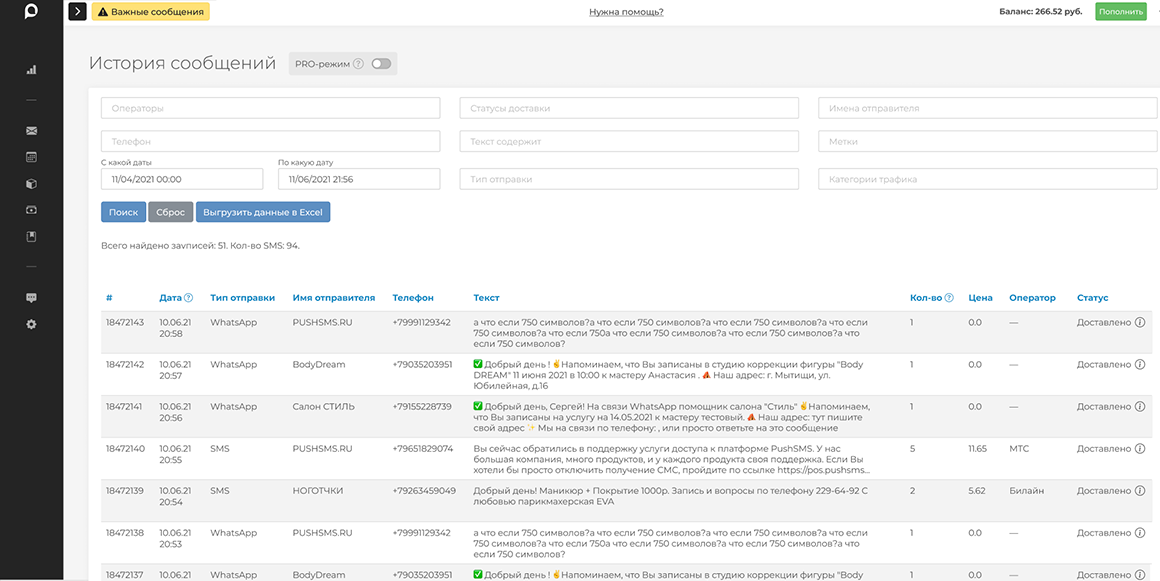 Важные сообщения
Нужна помощь?
Баланс: 266.52 руб.
Пополнить
История сообщений
PRO-режим ?
Операторы
Статусы доставки
Имена отправителя
Телефон
Текст содержит
Метки
С какой даты
По какую дату
11/04/2021 00:00
11/06/2021 21:56
Тип отправки
Категории трафика
Поиск
Сброс
Выгрузить данные в Excel
Всего найдено записей: 51. Кол-во SMS: 94.
# Дата ? Тип отправки Имя отправителя Телефон Текст Кол-во ? Цена Оператор Статус
18472143 10.06.21 WhatsApp PUSHSMS.RU +79991129342 а что если 750 символов?а что если 750 символов?а что если 750 символов?а что если 1 0.0 — Доставлено
20:58 750 символов?а что если 750а что если 750 символов?а что если 750 символов?а что
если 750 символов?
18472142 10.06.21 WhatsApp BodyDream +79035203951 ✅ Добрый день ! ✌Напоминаем, что Вы записаны в студию коррекции фигуры "Body 1 0.0 — Доставлено
20:57 DREAM" 11 июня 2021 в 10:00 к мастеру Анастасия . Наш адрес: г. Мытищи, ул.
Юбилейная, д.16
18472141 10.06.21 WhatsApp Салон СТИЛЬ +79155228739 ✅ Добрый день, Сергей! На связи WhatsApp помощник салона "Стиль" ✌Напоминаем, 1 0.0 — Доставлено
20:56 что Вы записаны на услугу на 14.05.2021 к мастеру тестовый. Наш адрес: тут пишите
свой адрес ✨ Мы на связи по телефону: , или просто ответьте на это сообщение
18472140 10.06.21 SMS PUSHSMS.RU +79651829074 Вы сейчас обратились в поддержку услуги доступа к платформе PushSMS. У нас 5 11.65 МТС Доставлено
20:55 большая компания, много продуктов, и у каждого продукта своя поддержка. Если Вы
хотели бы просто отключить получение СМС, пройдите по ссылке https://pos.pushsms...
18472139 10.06.21 SMS НОГОТЧКИ +79263459049 Добрый день! Маникюр + Покрытие 1000р. Запись и вопросы по телефону 229-64-92 С 2 5.62 Билайн Доставлено
20:54 любовью парикмахерская EVA
18472138 10.06.21 WhatsApp PUSHSMS.RU +79991129342 а что если 750 символов?а что если 750 символов?а что если 750 символов?а что если 1 0.0 — Доставлено
20:53 750 символов?а что если 750а что если 750 символов?а что если 750 символов?а что
если 750 символов?
18472137 10.06.21 WhatsApp BodyDream +79035203951 ✅ Добрый день ! ✌Напоминаем, что Вы записаны в студию коррекции фигуры "Body 1 0.0 — Доставлено